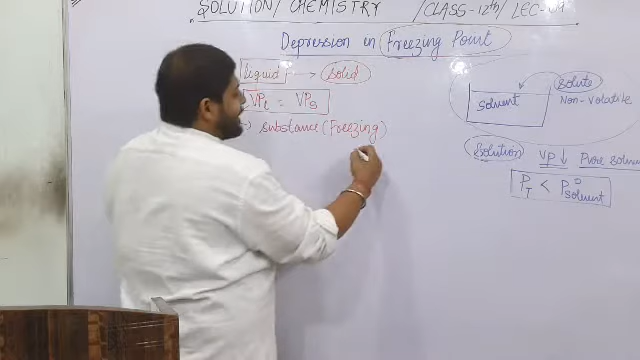 SOLUTION/ CHEMISTRY /CLASS-12th/ LEC-
Depression in Freezing Point
liquid → solid
VPL = VPS
substance (Freezing)
solute
Non-volatile
solvent
Solution VP↓ Pure solven
PT < P°solvent